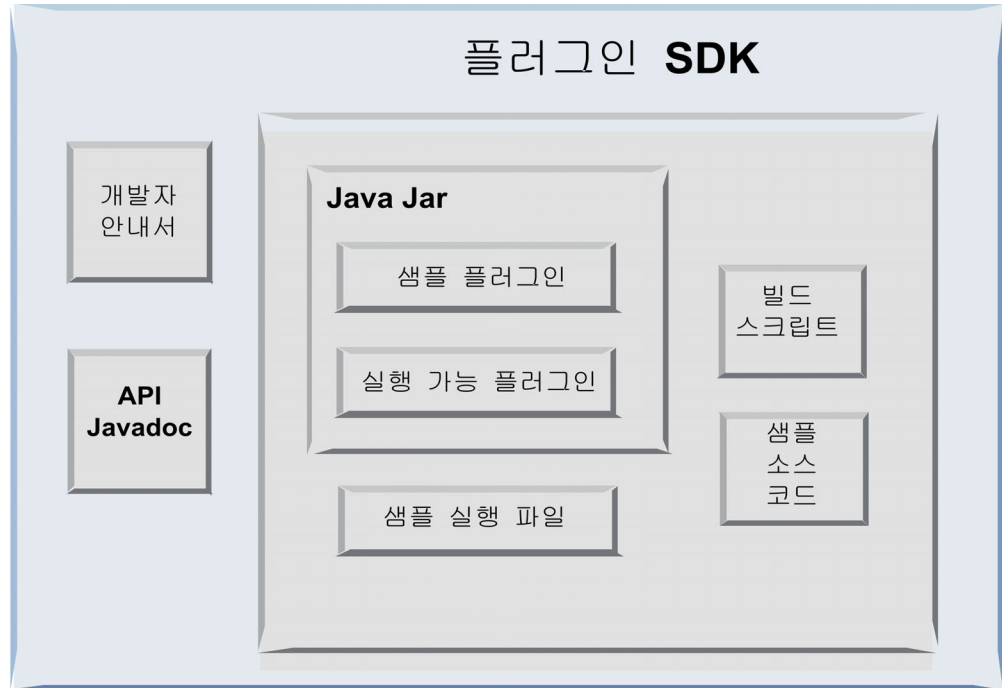 플러그인 SDK
개발자
안내서
API
Javadoc
Java Jar
샘플 플러그인
실행 가능 플러그인
샘플 실행 파일
빌드
스크립트
샘플
소스
코드